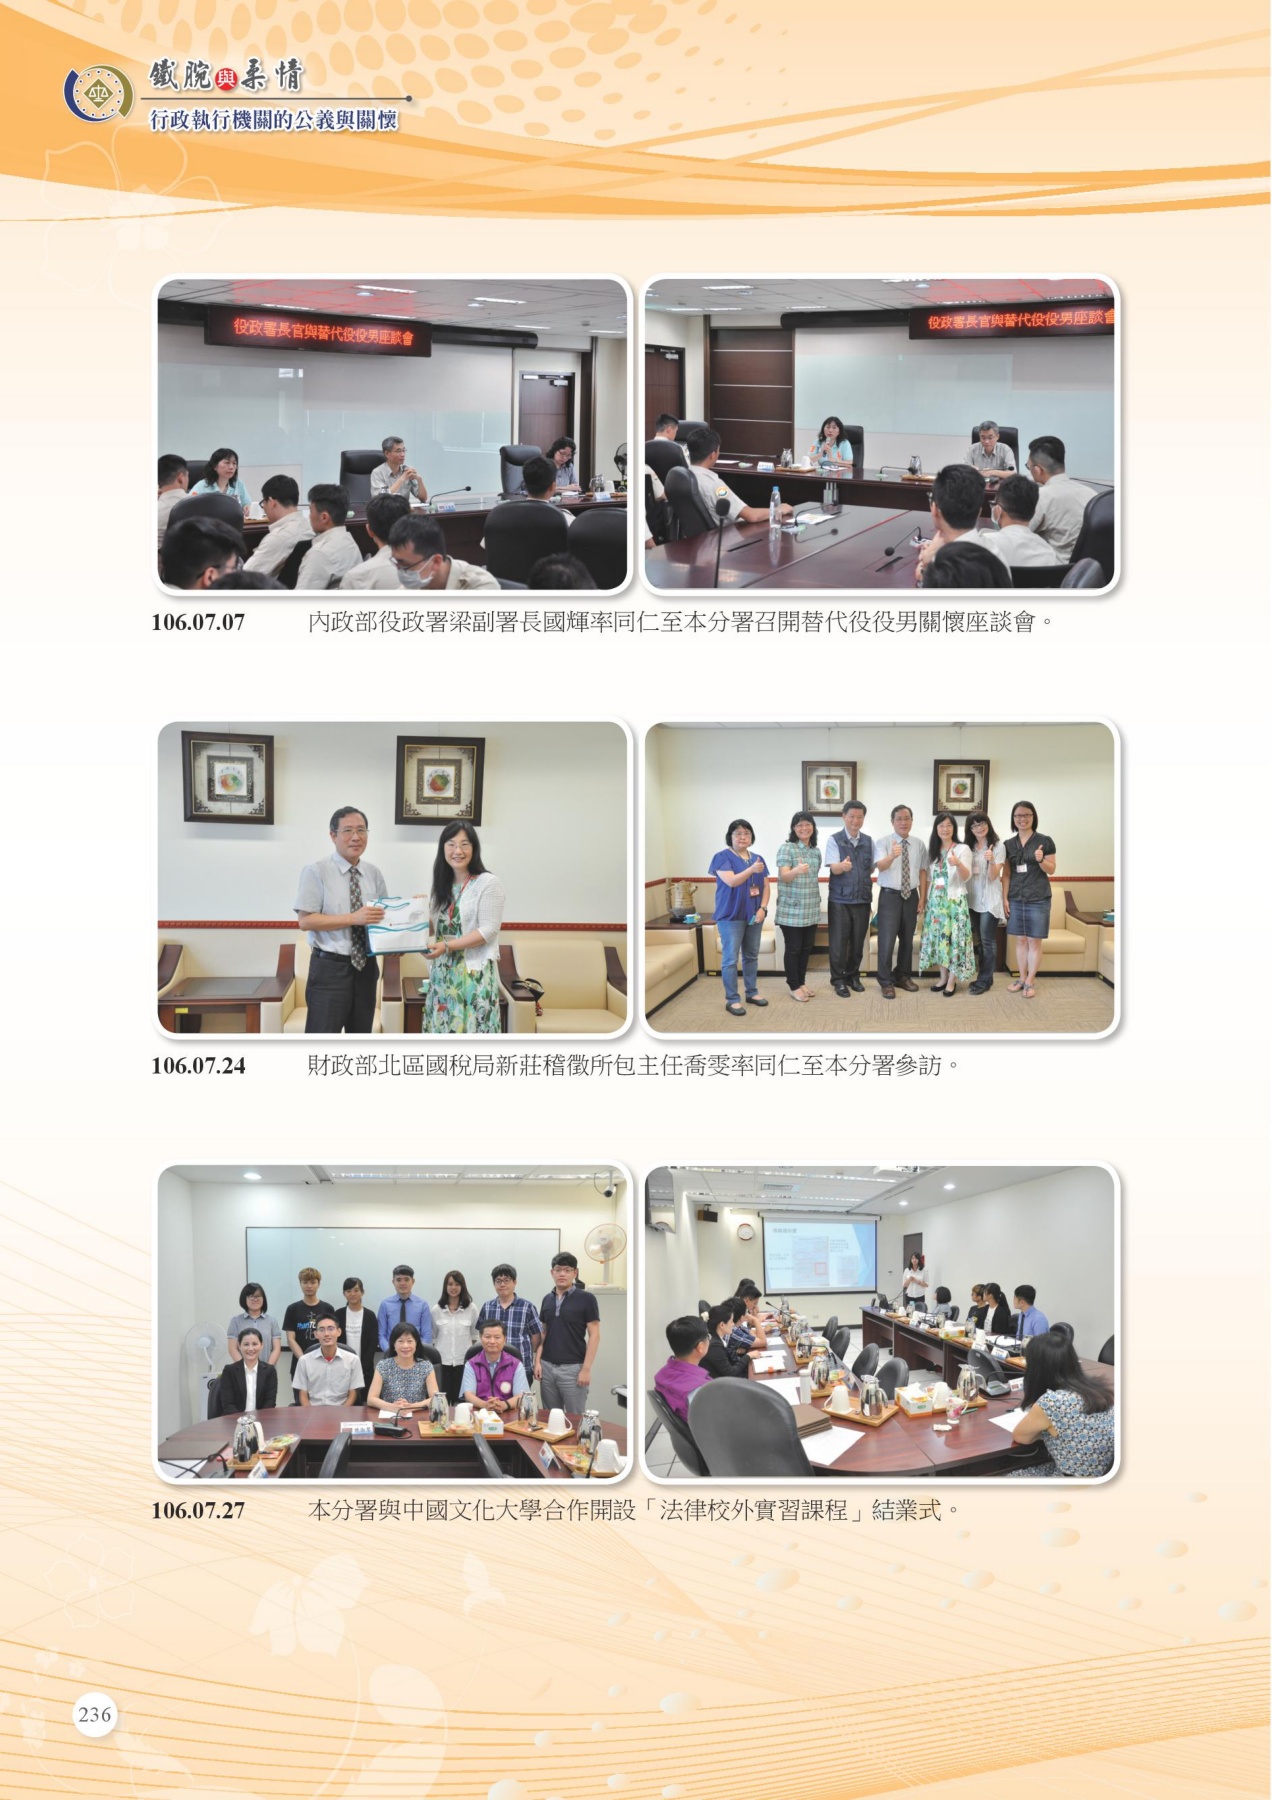 鐵腕與柔情
行政執行機關的公義與關懷
役政署長官與替代役役男座談會
役政署長官與替代役役男座談會
106.07.07 內政部役政署梁副署長國輝率同仁至本分署召開替代役役男關懷座談會。
106.07.24 財政部北區國稅局新莊稽徵所包主任喬雯率同仁至本分署參訪。
106.07.27 本分署與中國文化大學合作開設「法律校外實習課程」結業式。
236